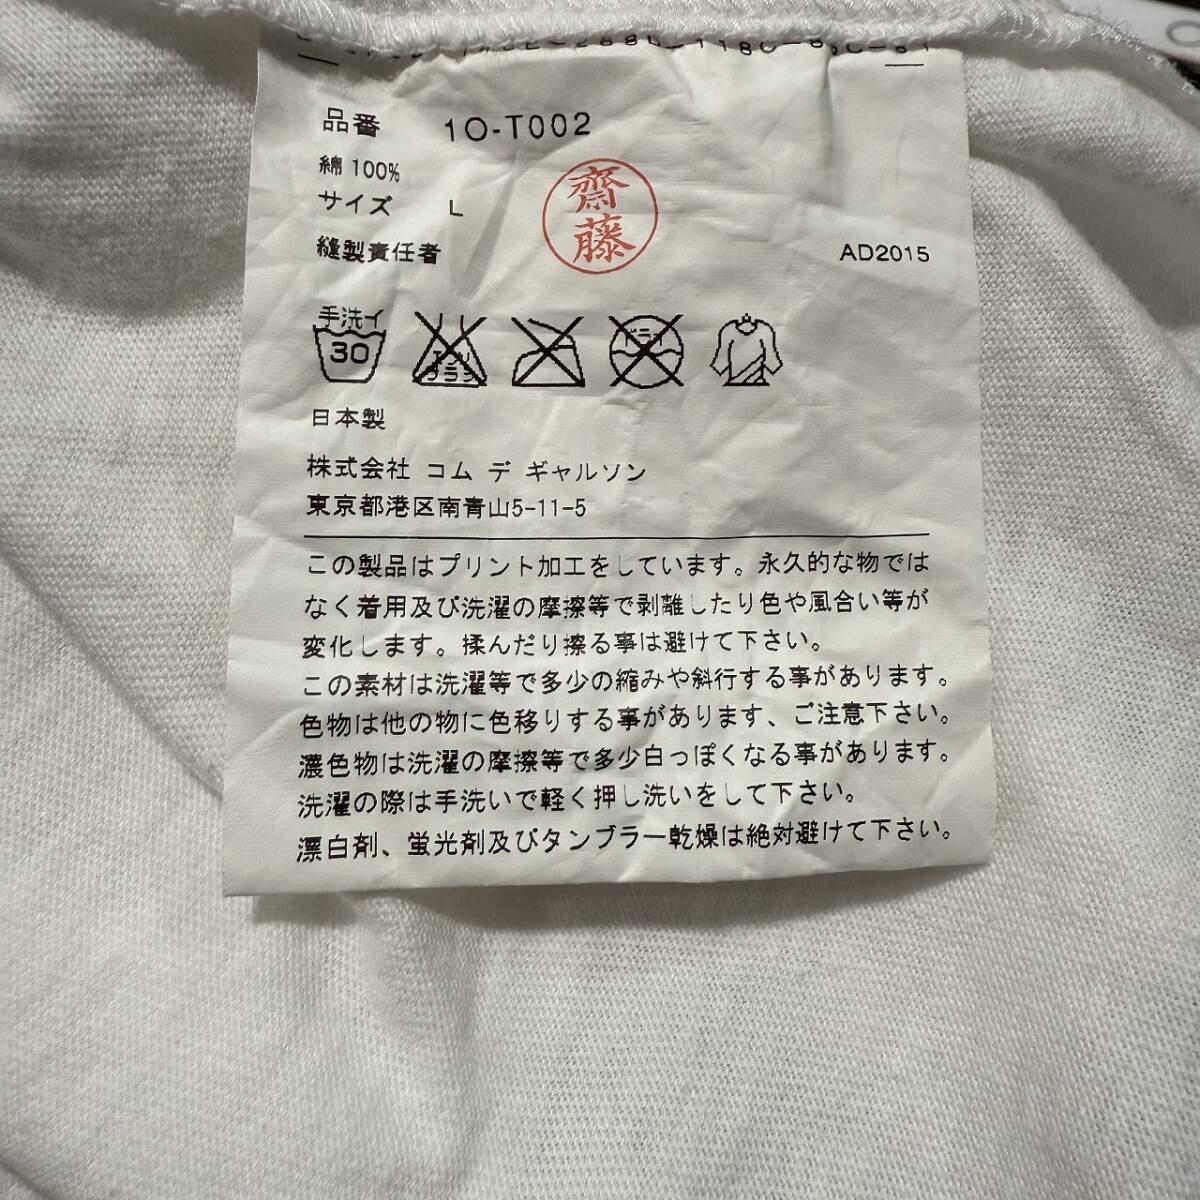 品番 1O-T002
綿 100%
サイズ L
齋藤
縫製責任者
AD2015
手洗イ
30
エンソ
サラシ
ドライ
日本製
株式会社 コム デ ギャルソン
東京都港区南青山5-11-5
この製品はプリント加工をしています。永久的な物では
なく着用及び洗濯の摩擦等で剥離したり色や風合い等が
変化します。揉んだり擦る事は避けて下さい。
この素材は洗濯等で多少の縮みや斜行する事があります。
色物は他の物に色移りする事があります、ご注意下さい。
濃色物は洗濯の摩擦等で多少白っぽくなる事があります。
洗濯の際は手洗いで軽く押し洗いをして下さい。
漂白剤、蛍光剤及びタンブラー乾燥は絶対避けて下さい。